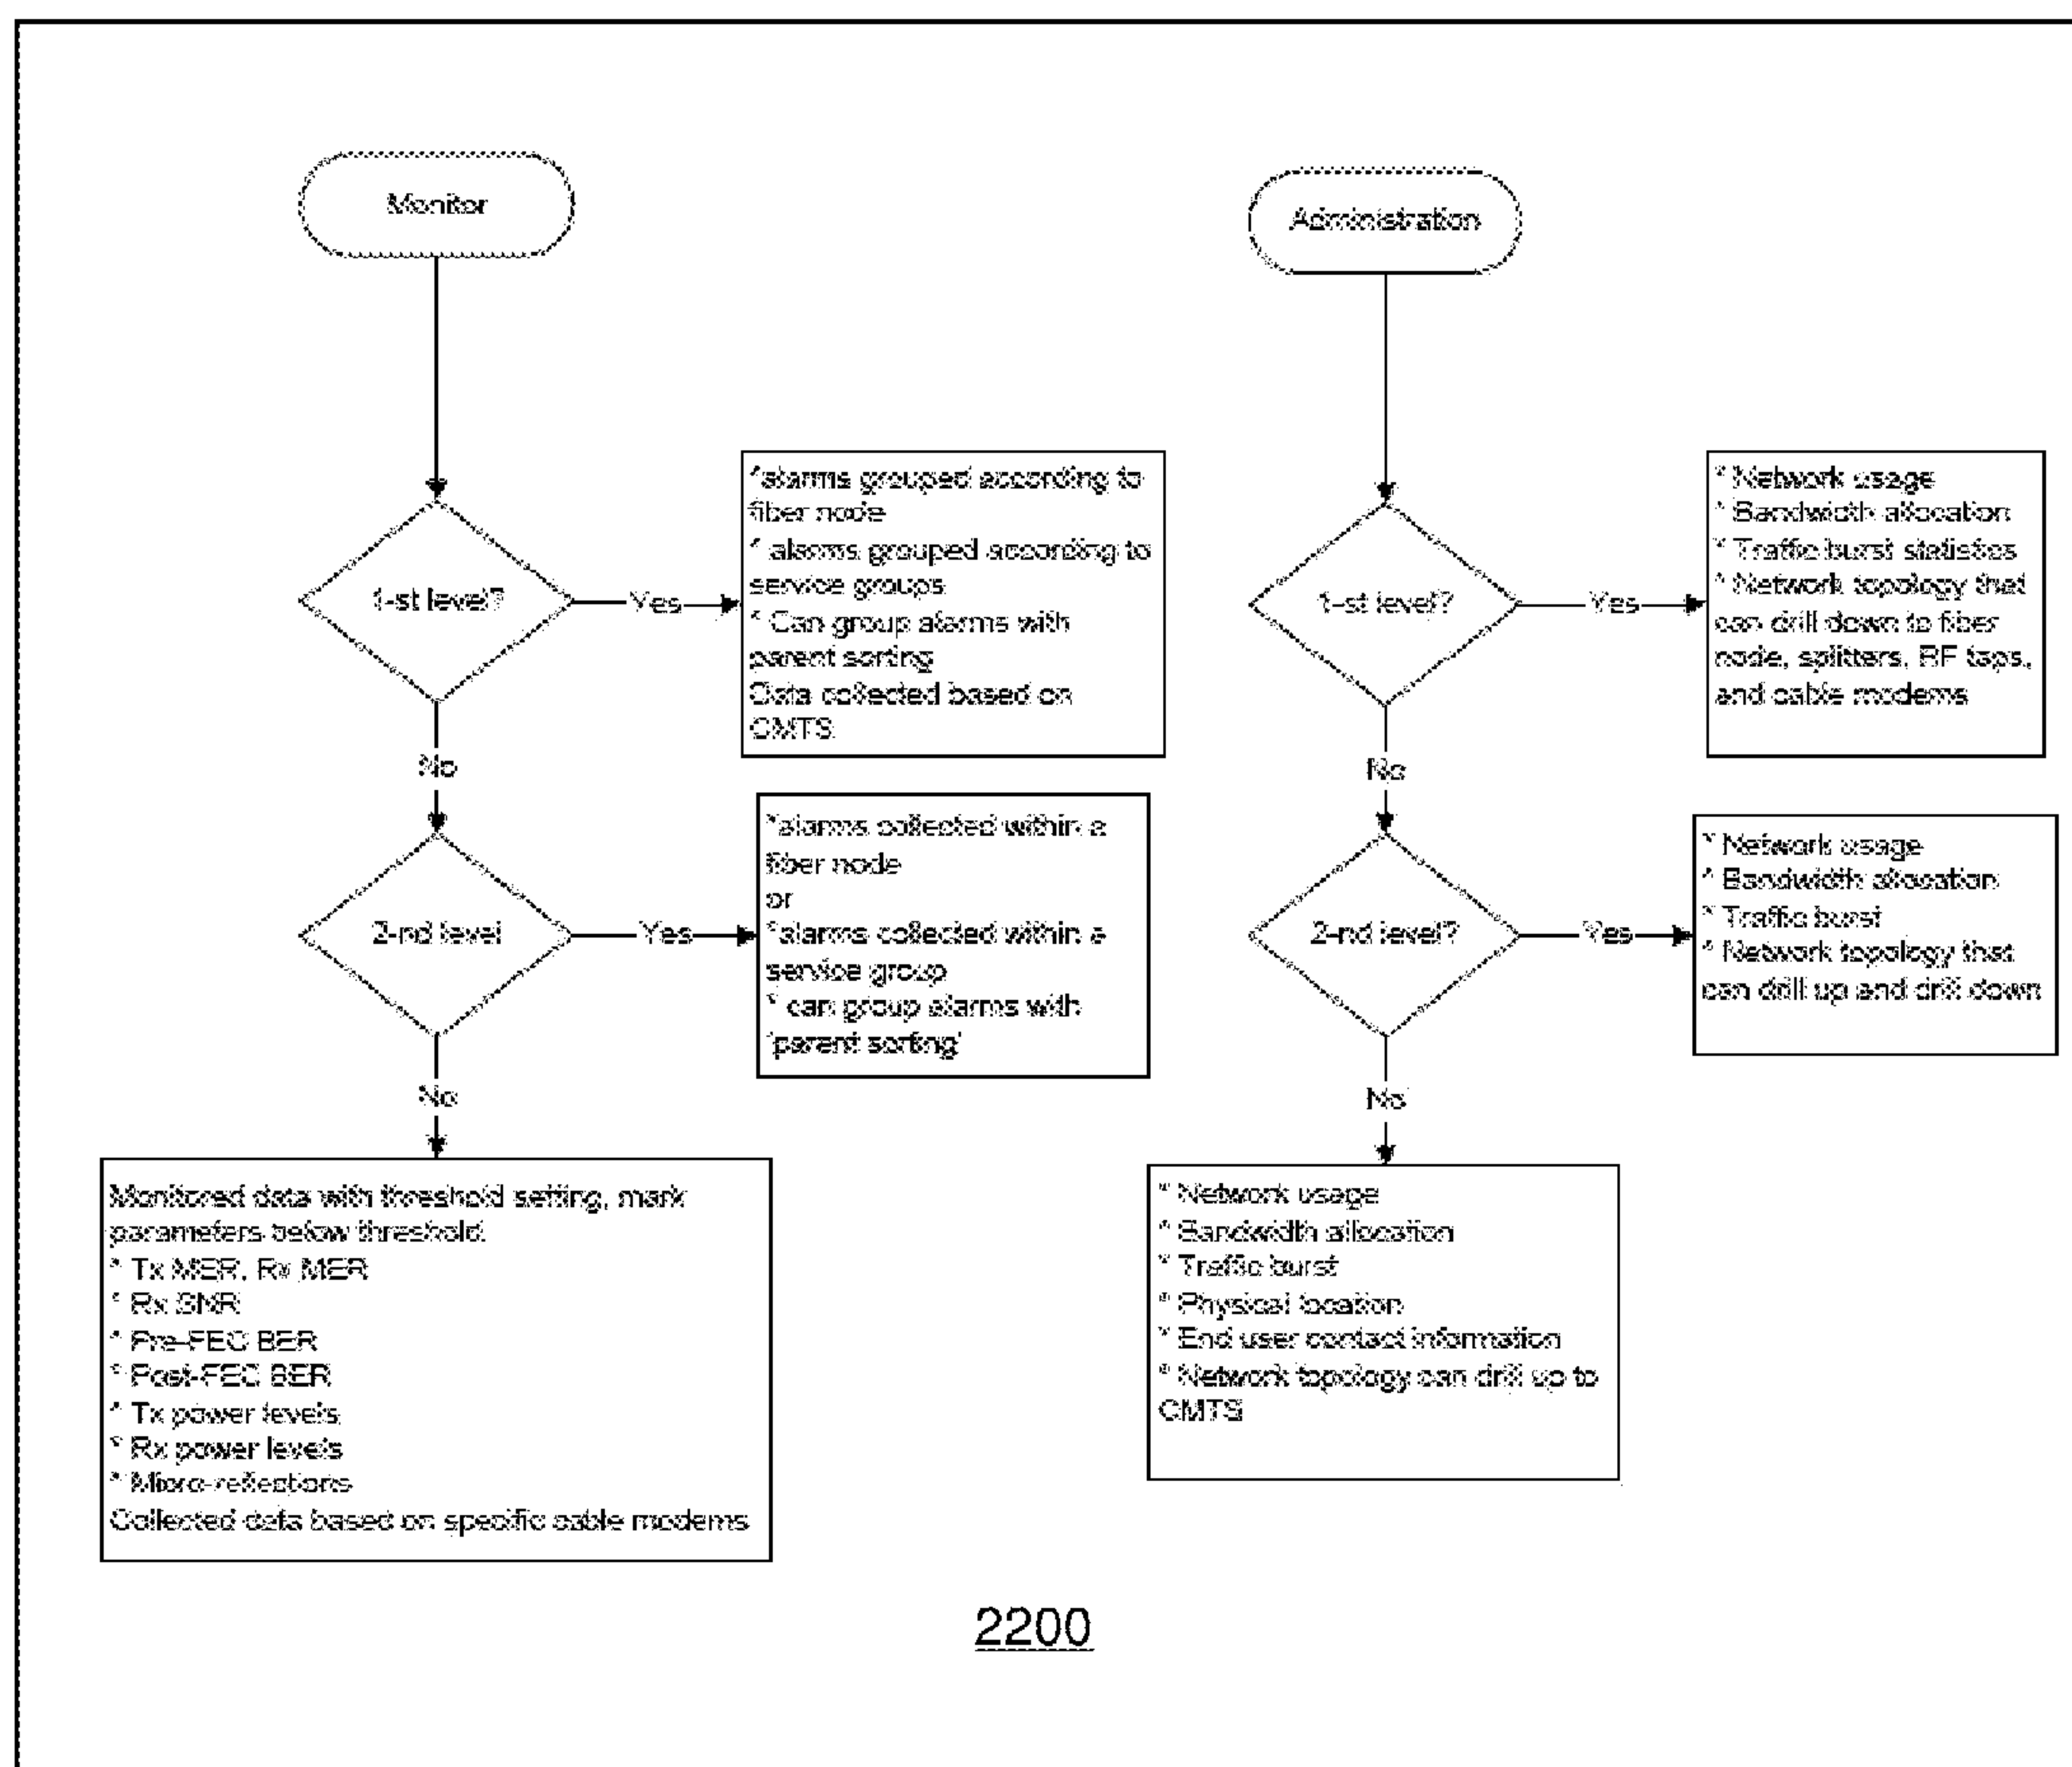 Monitor
1-st level?
Yes
*alarms grouped according to
fiber node
* alarms grouped according to
service groups
* Can group alarms with
parent sorting
Data collected based on
CMTS
No
2-nd level
Yes
*alarms collected within a
fiber node
or
*alarms collected within a
service group
* can group alarms with
'parent sorting'
No
Monitored data with threshold setting, mark
parameters below threshold.
* Tx MER, Rx MER
* Rx SNR
* Pre-FEC BER
* Post-FEC BER
* Tx power levels
* Rx power levels
* Micro-reflections
Collected data based on specific cable modems
Administration
1-st level?
Yes
* Network usage
* Bandwidth allocation
* Traffic burst statistics
* Network topology that
can drill down to fiber
node, splitters, RF taps,
and cable modems
No
2-nd level?
Yes
* Network usage
* Bandwidth allocation
* Traffic burst
* Network topology that
can drill up and drill down
No
* Network usage
* Bandwidth allocation
* Traffic burst
* Physical location
* End user contact information
* Network topology can drill up to
CMTS
2200